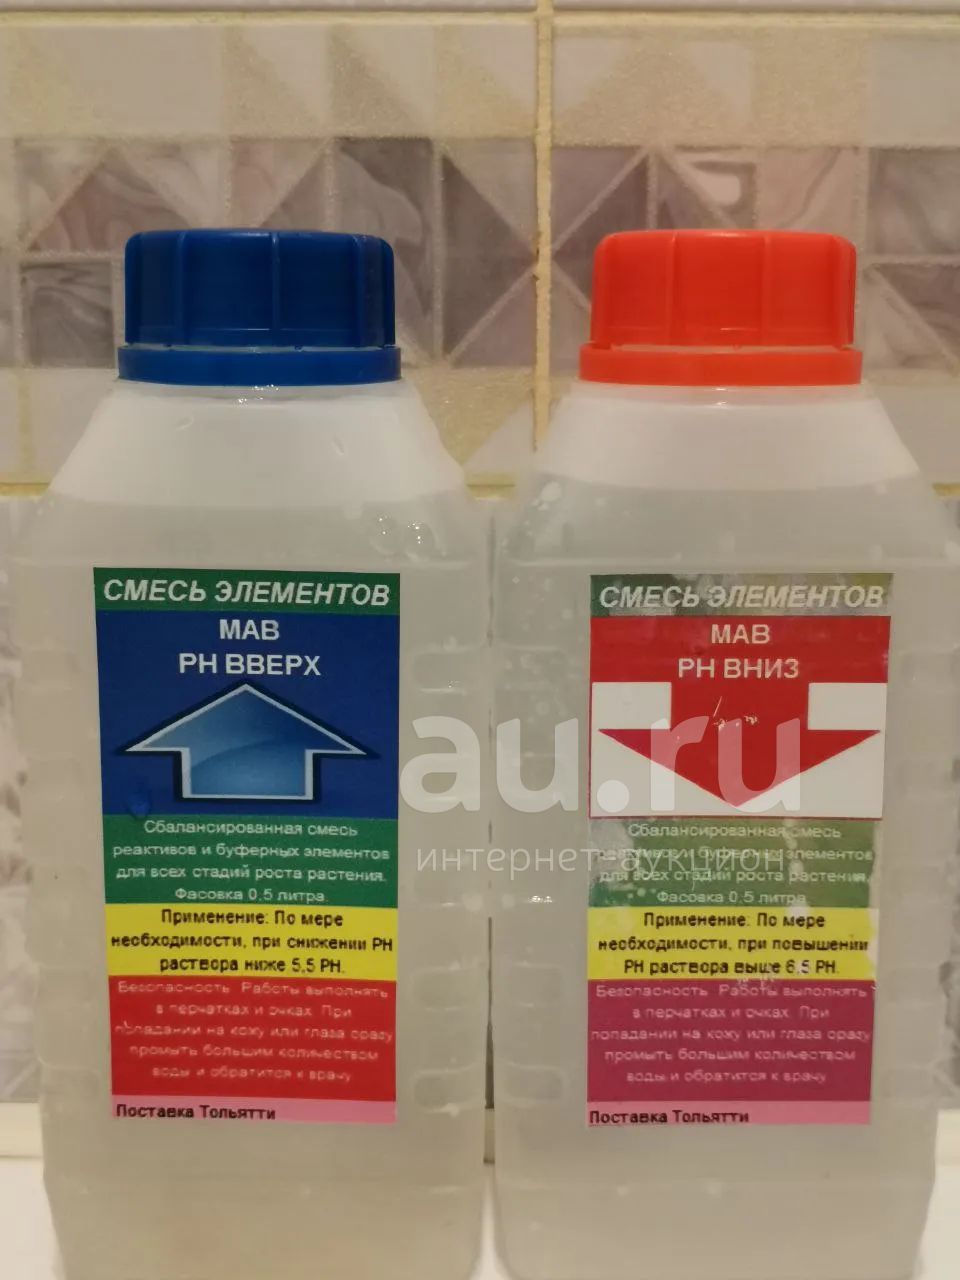 СМЕСЬ ЭЛЕМЕНТОВ
МАВ
РН ВВЕРХ
Сбалансированная смесь
реактивов и буферных элементов
для всех стадий роста растения.
Фасовка 0,5 литра.
Применение: По мере
необходимости, при снижении РН
раствора ниже 5,5 РН.
Безопасность. Работы выполнять
в перчатках и очках. При
попадании на кожу или глаза сразу
промыть большим количеством
воды и обратится к врачу
Поставка Тольятти
СМЕСЬ ЭЛЕМЕНТОВ
МАВ
РН ВНИЗ
Сбалансированная смесь
реактивов и буферных элементов
для всех стадий роста растения.
Фасовка 0,5 литра.
Применение: По мере
необходимости, при повышении
РН раствора выше 6,5 РН.
Безопасность. Работы выполнять
в перчатках и очках. При
попадании на кожу или глаза сразу
промыть большим количеством
воды и обратится к врачу
Поставка Тольятти
au.ru
интернет-аукцион